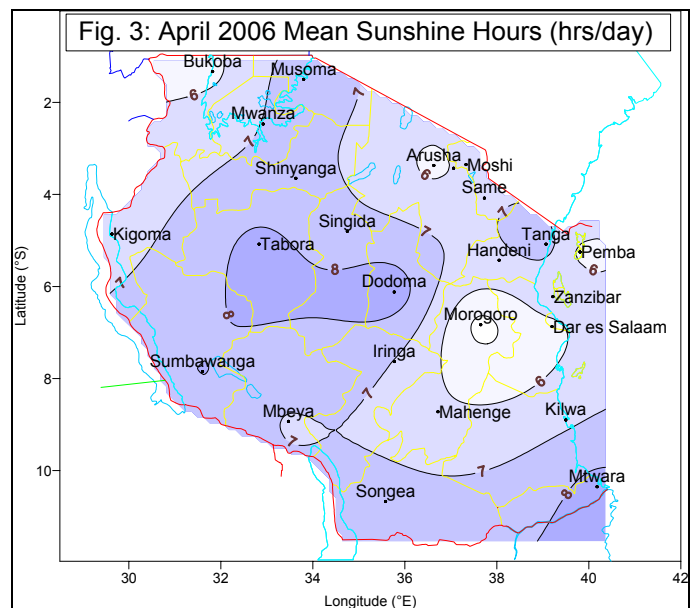 Fig. 3: April 2006 Mean Sunshine Hours (hrs/day)
Bukoba
Musoma
2
6
7
Mwanza
7
Arusha
Moshi
Shinyanga
6
4
Same
7
Kigoma
Singida
Tanga
7
Tabora
Handeni
Pemba
8
6
6
7
Dodoma
Zanzibar
8
Morogoro
Dar es Salaam
Iringa
Sumbawanga
6
8
7
Mbeya
Mahenge
Kilwa
7
10
7
Mtwara
8
Songea
Latitude (°S)
30 32 34 36 38 40 42
Longitude (°E)